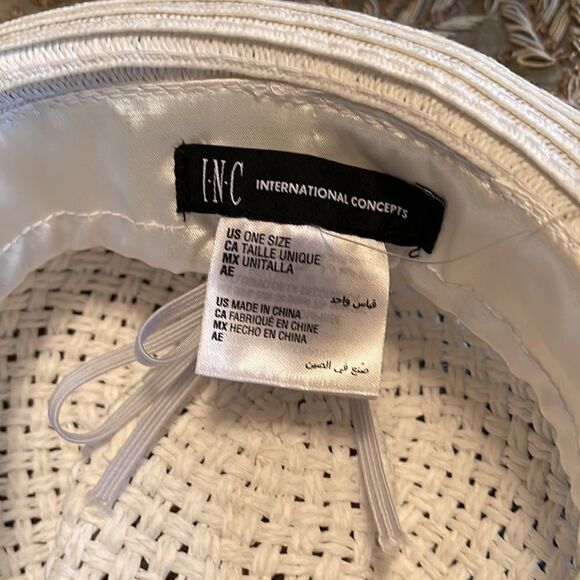 I·N·C INTERNATIONAL CONCEPTS
US ONE SIZE
CA TAILLE UNIQUE
MX UNITALLA
AE
قياس واحد
US MADE IN CHINA
CA FABRIQUÉ EN CHINE
MX HECHO EN CHINA
AE
صنع في الصين